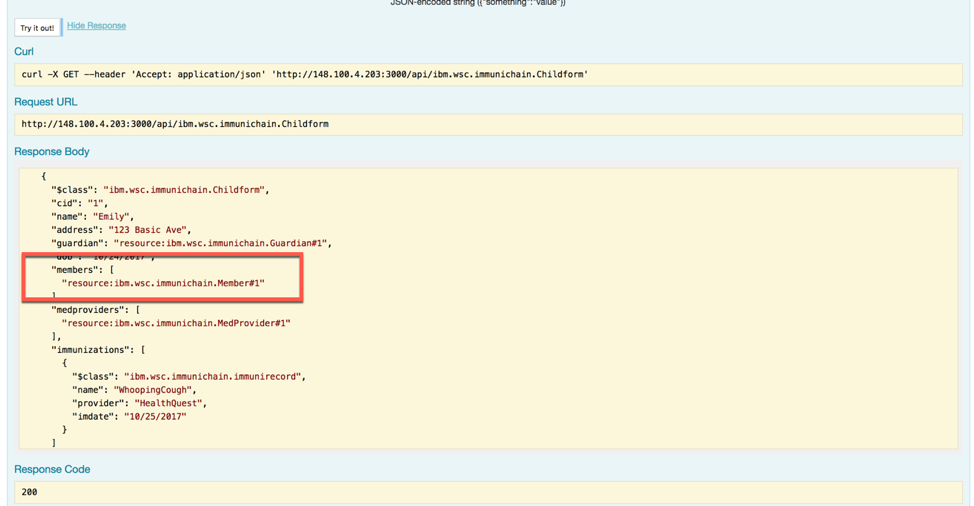 JSON-encoded string ({"something":"value"})
Try it out! Hide Response
Curl
curl -X GET --header 'Accept: application/json' 'http://148.100.4.203:3000/api/ibm.wsc.immunichain.Childform'
Request URL
http://148.100.4.203:3000/api/ibm.wsc.immunichain.Childform
Response Body
{
"$class": "ibm.wsc.immunichain.Childform",
"cid": "1",
"name": "Emily",
"address": "123 Basic Ave",
"guardian": "resource:ibm.wsc.immunichain.Guardian#1",
"dob": "10/24/2017",
"members": [
"resource:ibm.wsc.immunichain.Member#1"
]
"medproviders": [
"resource:ibm.wsc.immunichain.MedProvider#1"
],
"immunizations": [
{
"$class": "ibm.wsc.immunichain.immunirecord",
"name": "WhoopingCough",
"provider": "HealthQuest",
"imdate": "10/25/2017"
}
]
Response Code
200